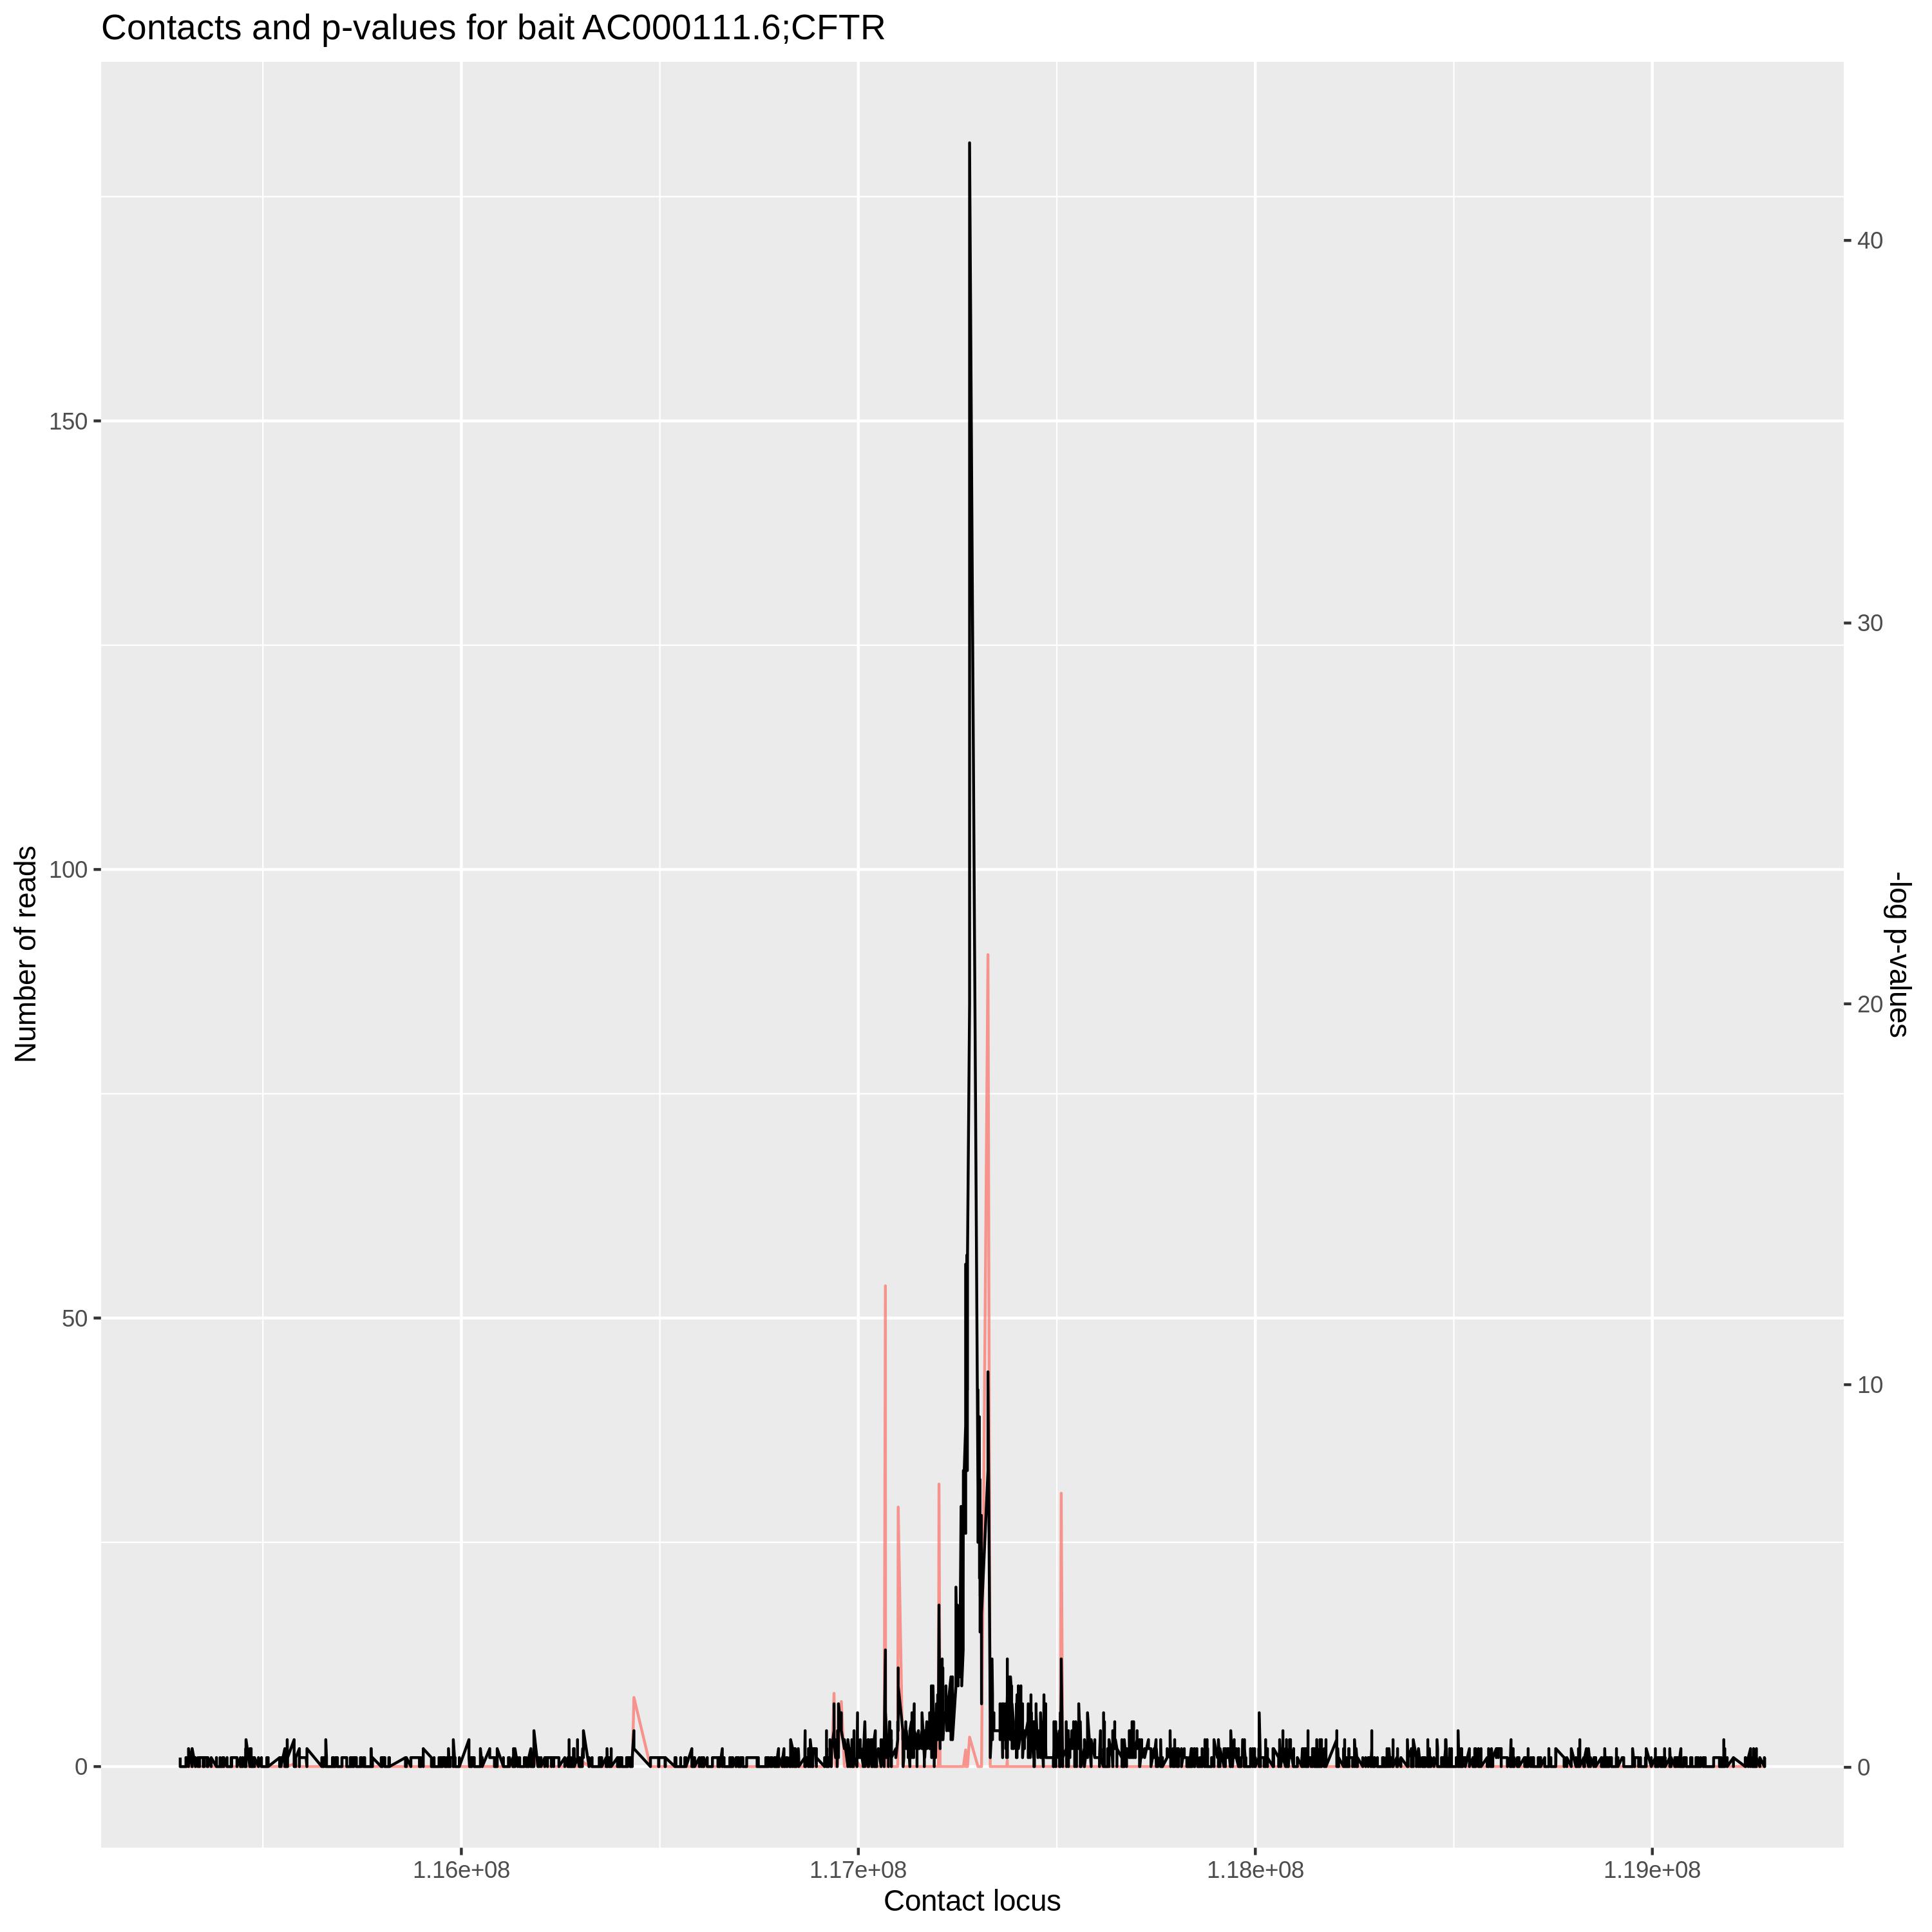 Contacts and p-values for bait AC000111.6;CFTR
Number of reads
150
100
50
0
40
30
20
10
0
-log p-values
1.16e+08
1.17e+08
1.18e+08
1.19e+08
Contact locus